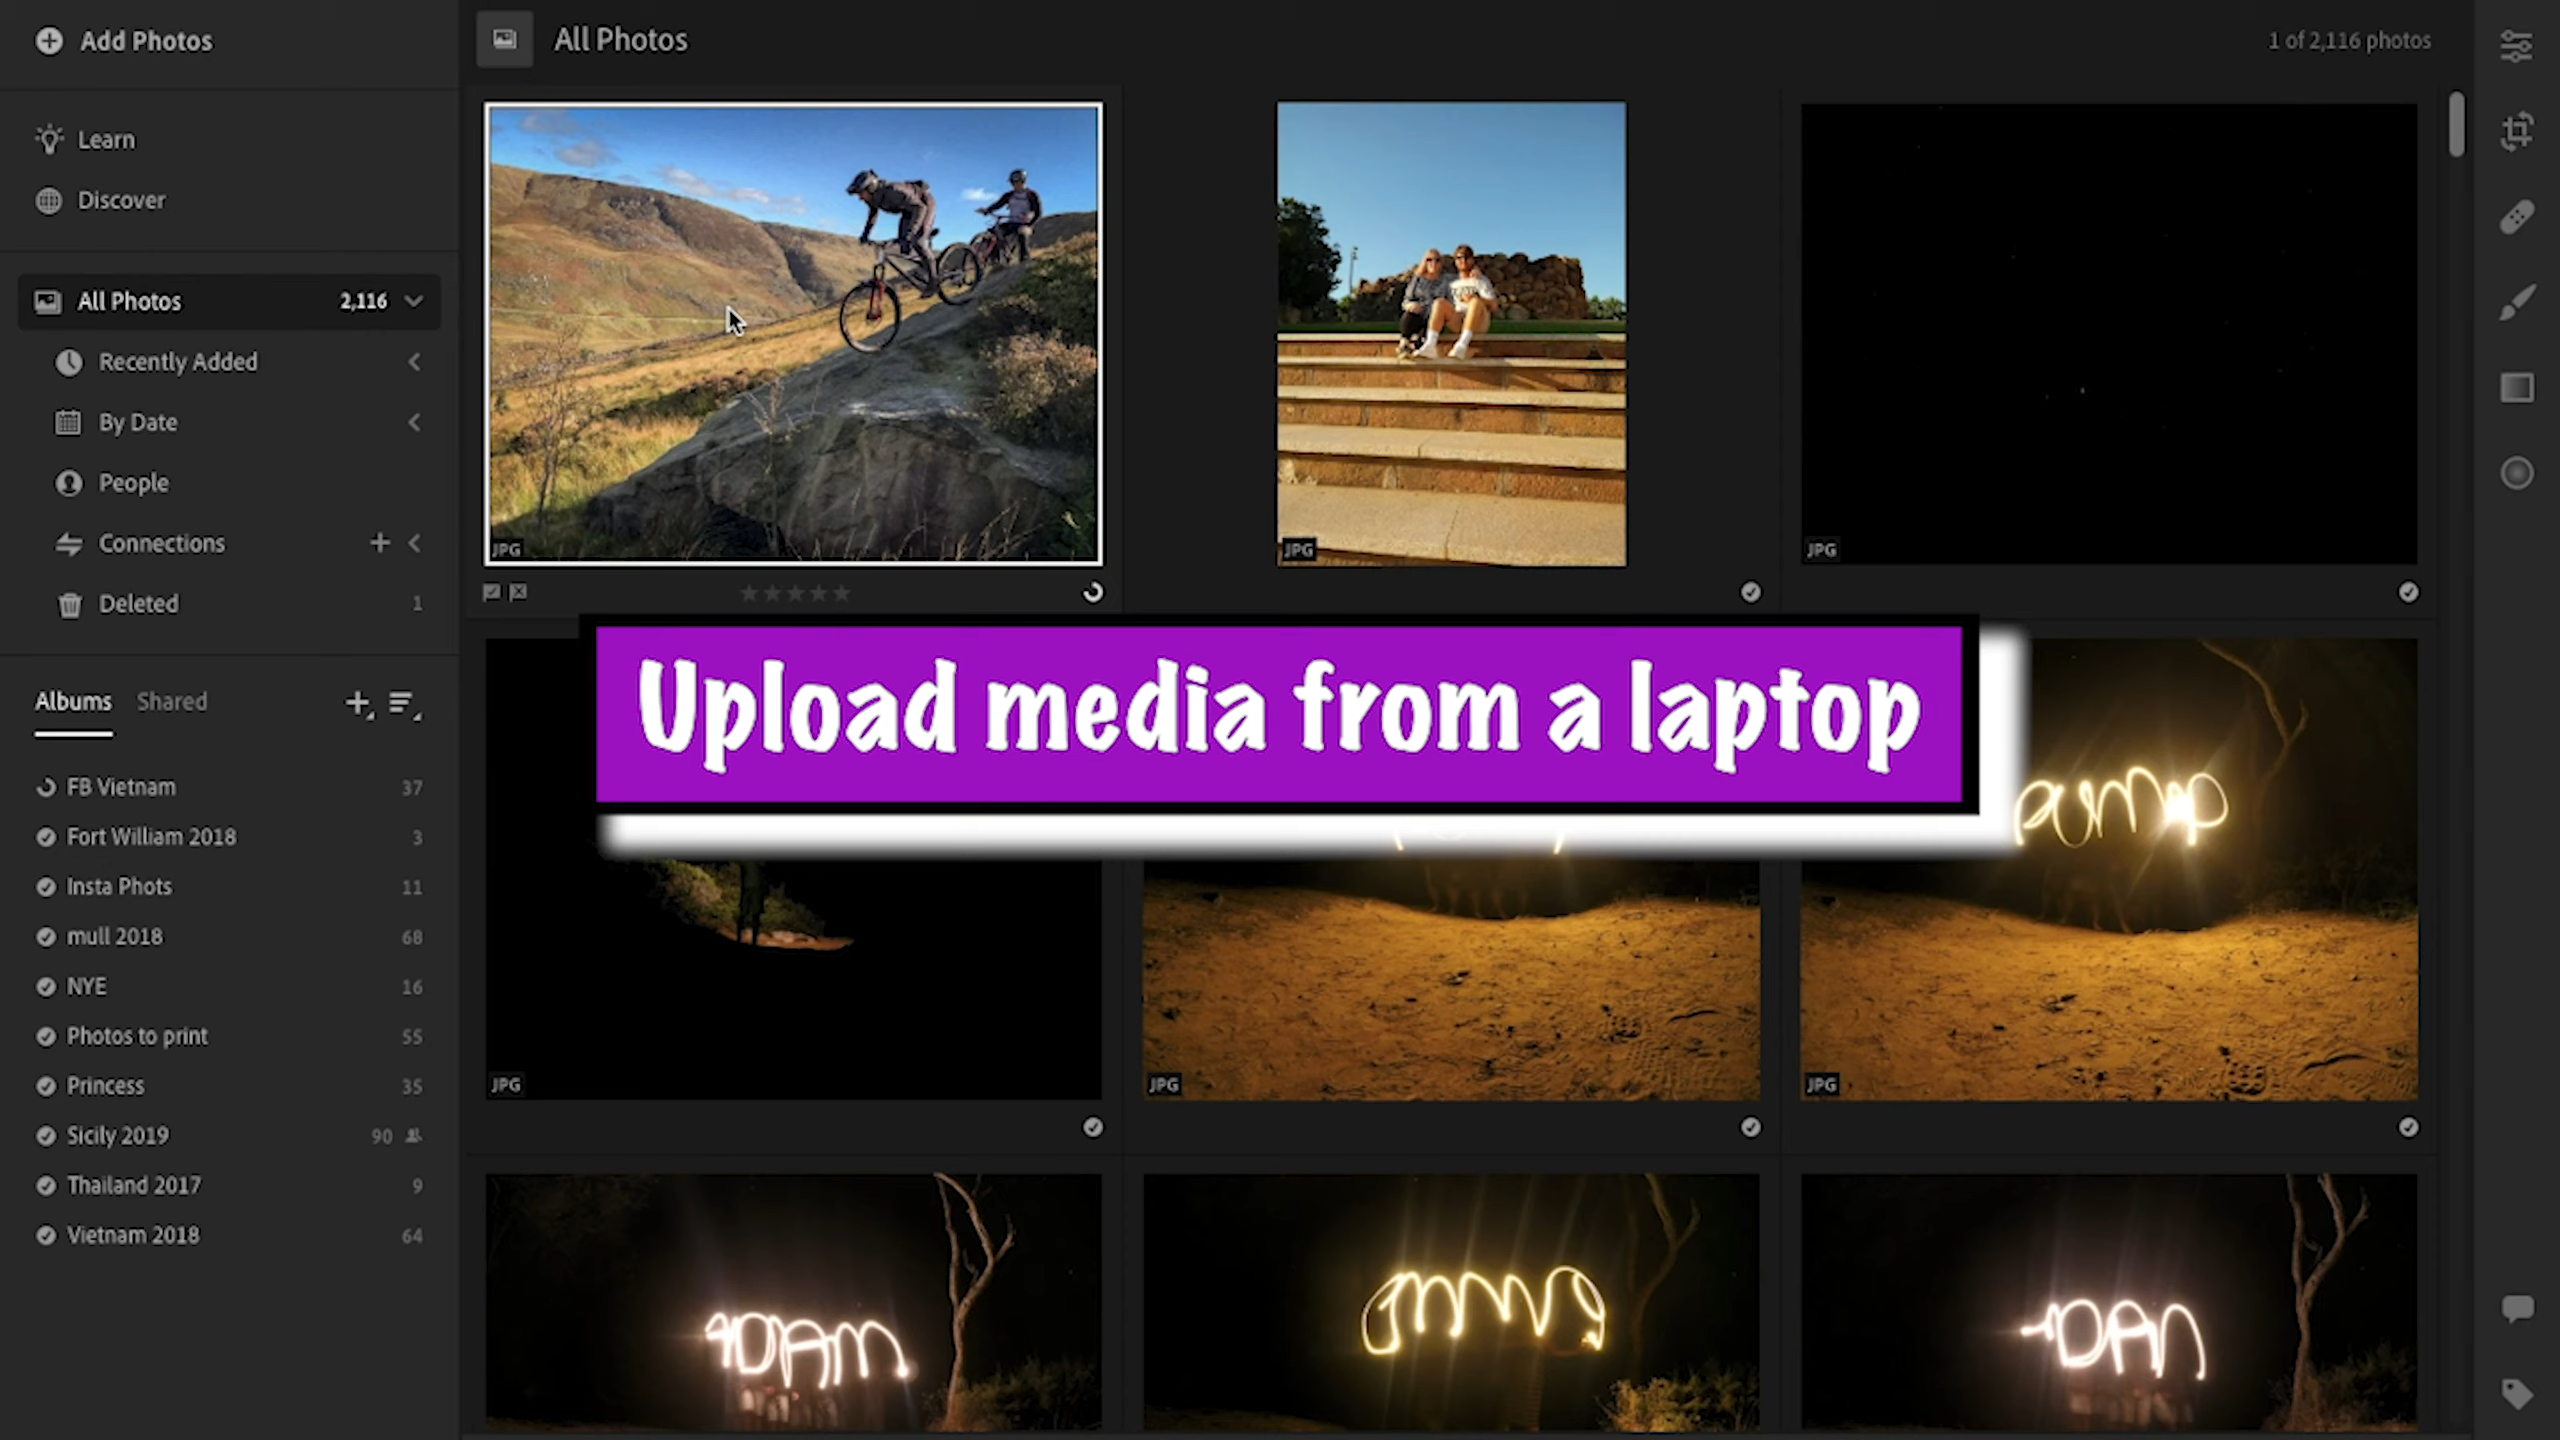 Add Photos
All Photos
1 of 2,116 photos
Learn
Discover
All Photos 2,116
Recently Added
By Date
People
Connections
Deleted 1
JPG
JPG
JPG
Upload media from a laptop
Albums Shared
FB Vietnam 37
Fort William 2018 3
Insta Phots 11
mull 2018 68
NYE 16
Photos to print 55
Princess 35
Sicily 2019 90
Thailand 2017 9
Vietnam 2018 64
pump
JPG
JPG
JPG
ADAM
DAN